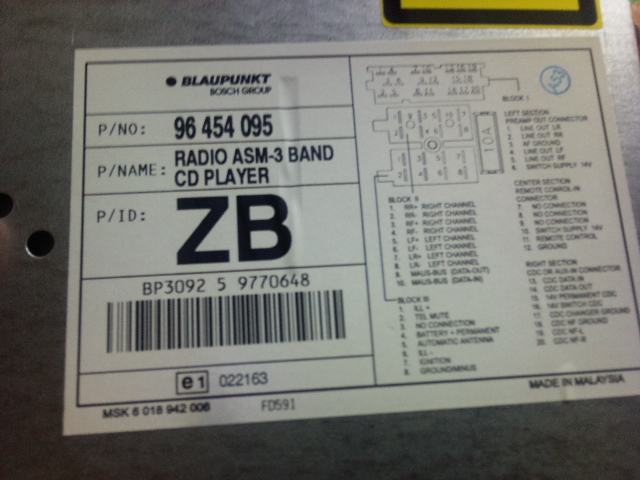 BLAUPUNKT
BOSCH GROUP
P/NO: 96 454 095
P/NAME: RADIO ASM-3 BAND
CD PLAYER
P/ID: ZB
BP3092 5 9770648
e1 022163
MSK 6 018 942 006 FD591
10A
BLOCK I
LEFT SECTION
PREAMP OUT CONNECTOR
1. LINE OUT LR
2. LINE OUT RR
3. AF GROUND
4. LINE OUT LF
5. LINE OUT RF
6. SWITCH SUPPLY 14V
CENTER SECTION
REMOTE CONTROL-IN
CONNECTOR
7. NO CONNECTION
8. NO CONNECTION
9. NO CONNECTION
10. SWITCH SUPPLY 14V
11. REMOTE CONTROL
12. GROUND
RIGHT SECTION
CDC OR AUX-IN CONNECTOR
13. CDC DATA-IN
14. CDC DATA OUT
15. 14V PERMANENT CDC
16. 14V SWITCH CDC
17. CDC CHANGER GROUND
18. CDC NF GROUND
19. CDC NF-L
20. CDC NF-R
BLOCK II
1. RR+ RIGHT CHANNEL
2. RR- RIGHT CHANNEL
3. RF+ RIGHT CHANNEL
4. RF- RIGHT CHANNEL
5. LF+ LEFT CHANNEL
6. LF- LEFT CHANNEL
7. LR+ LEFT CHANNEL
8. LR- LEFT CHANNEL
9. MAUS-BUS (DATA-OUT)
10. MAUS-BUS (DATA-IN)
BLOCK III
1. ILL+
2. TEL MUTE
3. NO CONNECTION
4. BATTERY + PERMANENT
5. AUTOMATIC ANTENNA
6. ILL-
7. IGNITION
8. GROUND/MINUS
MADE IN MALAYSIA